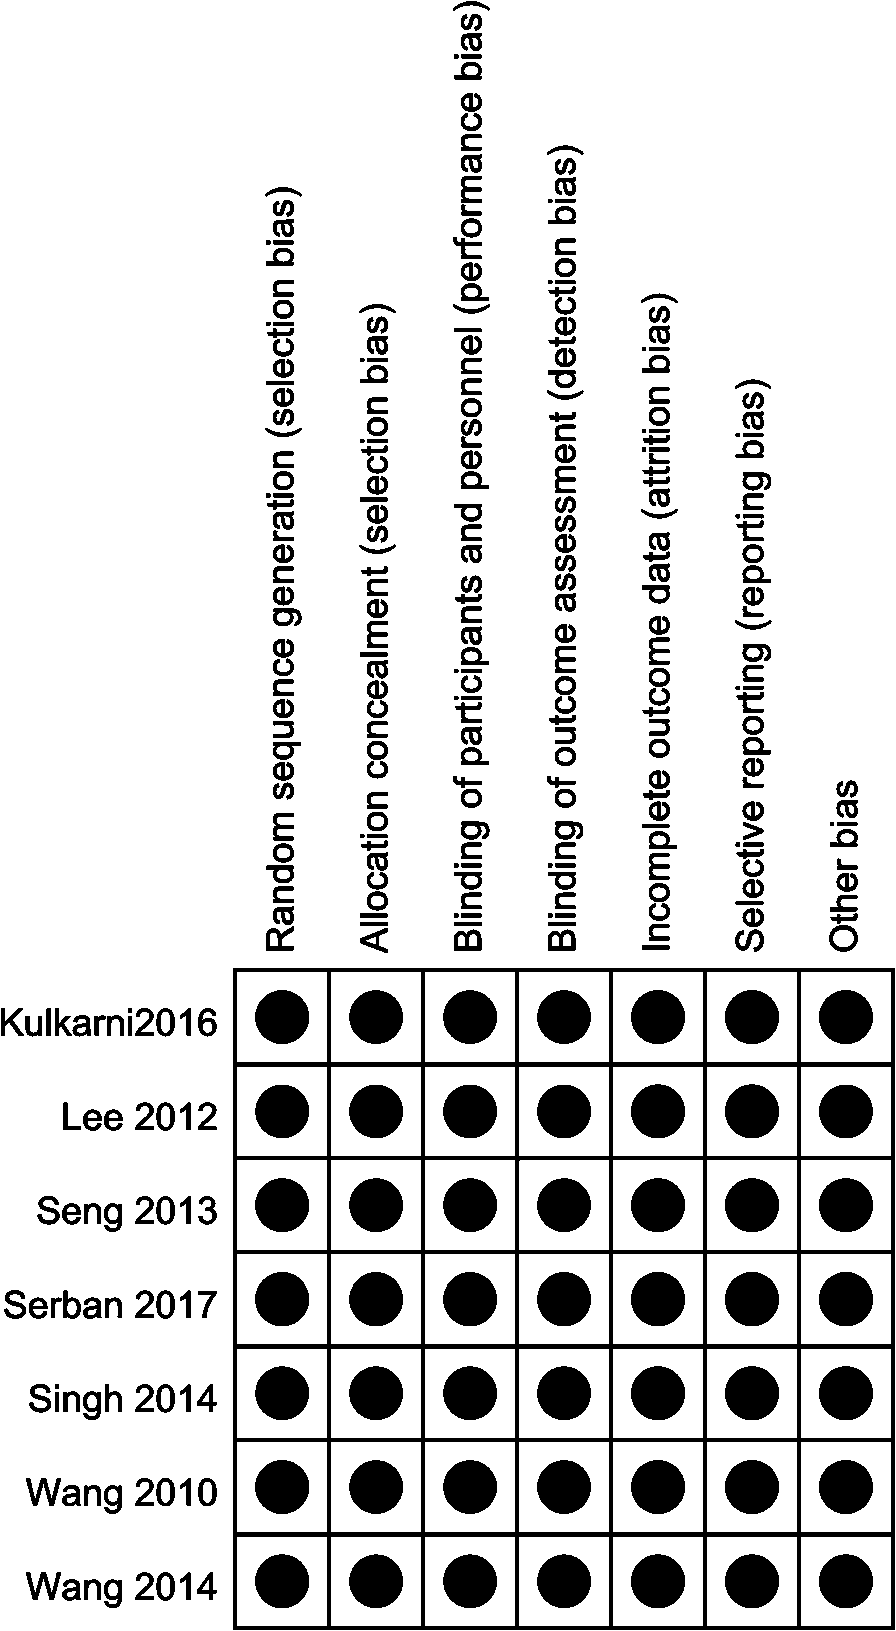 Random sequence generation (selection bias)
Allocation concealment (selection bias)
Blinding of participants and personnel (performance bias)
Blinding of outcome assessment (detection bias)
Incomplete outcome data (attrition bias)
Selective reporting (reporting bias)
Other bias
Kulkarni2016
Lee 2012
Seng 2013
Serban 2017
Singh 2014
Wang 2010
Wang 2014